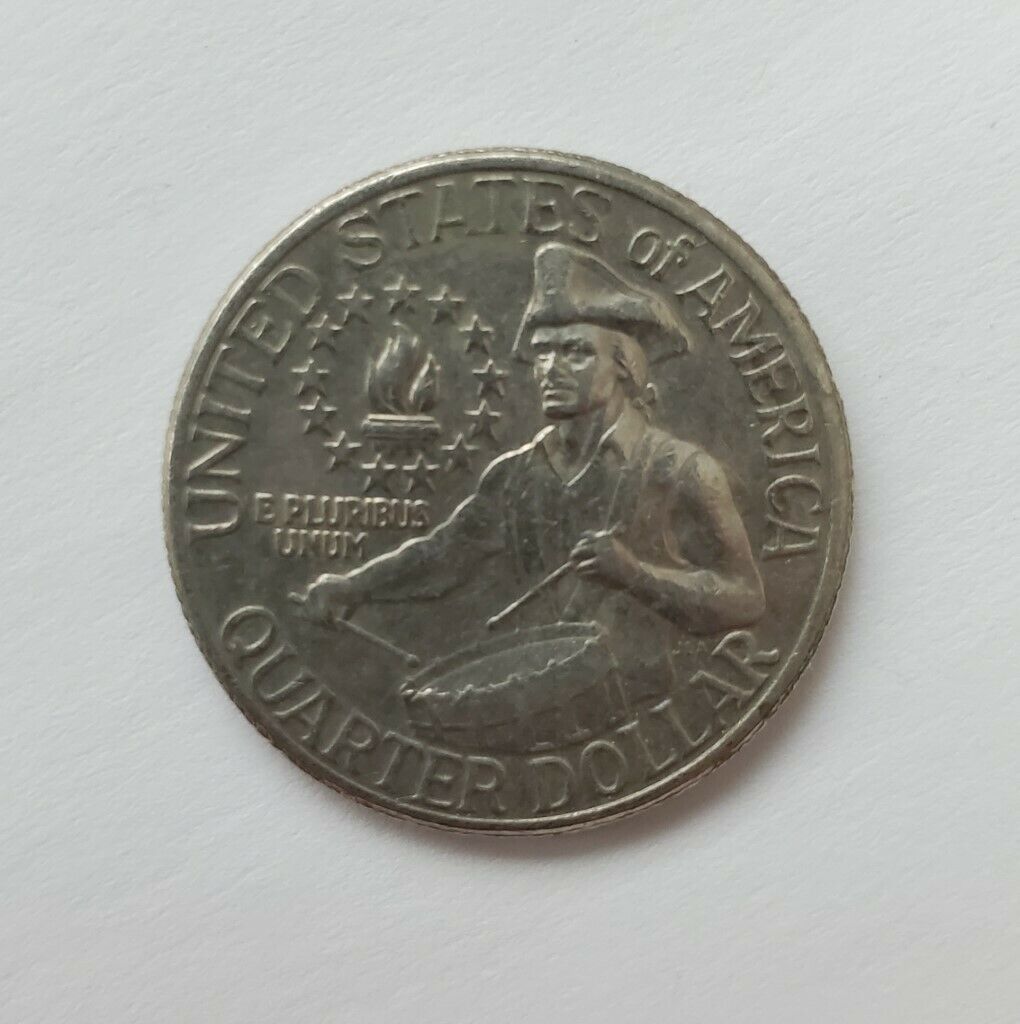 UNITED STATES of AMERICA
E PLURIBUS
UNUM
QUARTER DOLLAR